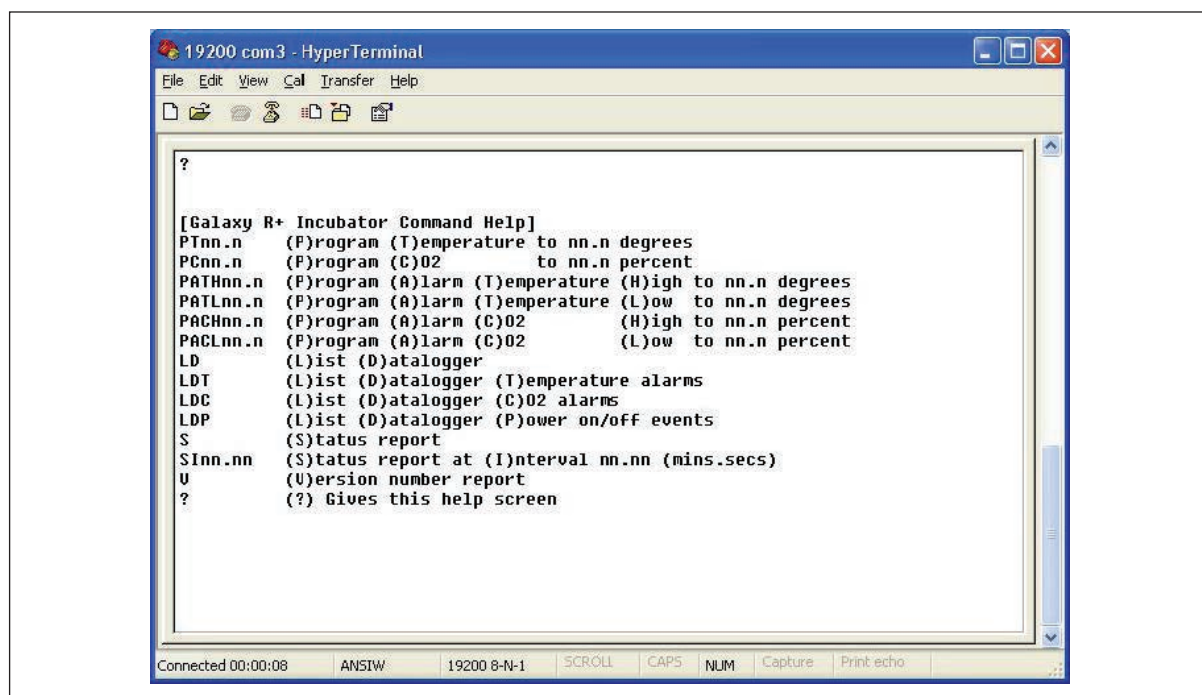 19200 com3 - HyperTerminal
File Edit View Cal Transfer Help
?
[Galaxy R+ Incubator Command Help]
PTnn.n (P)rogram (T)emperature to nn.n degrees
PCnn.n (P)rogram (C)O2 to nn.n percent
PATHnn.n (P)rogram (A)larm (T)emperature (H)igh to nn.n degrees
PATLnn.n (P)rogram (A)larm (T)emperature (L)ow to nn.n degrees
PACHnn.n (P)rogram (A)larm (C)O2 (H)igh to nn.n percent
PACLnn.n (P)rogram (A)larm (C)O2 (L)ow to nn.n percent
LD (L)ist (D)atalogger
LDT (L)ist (D)atalogger (T)emperature alarms
LDC (L)ist (D)atalogger (C)O2 alarms
LDP (L)ist (D)atalogger (P)ower on/off events
S (S)tatus report
SInn.nn (S)tatus report at (I)nterval nn.nn (mins.secs)
V (V)ersion number report
? (?) Gives this help screen
Connected 00:00:08 ANSIW 19200 8-N-1 SCROLL CAPS NUM Capture Print echo